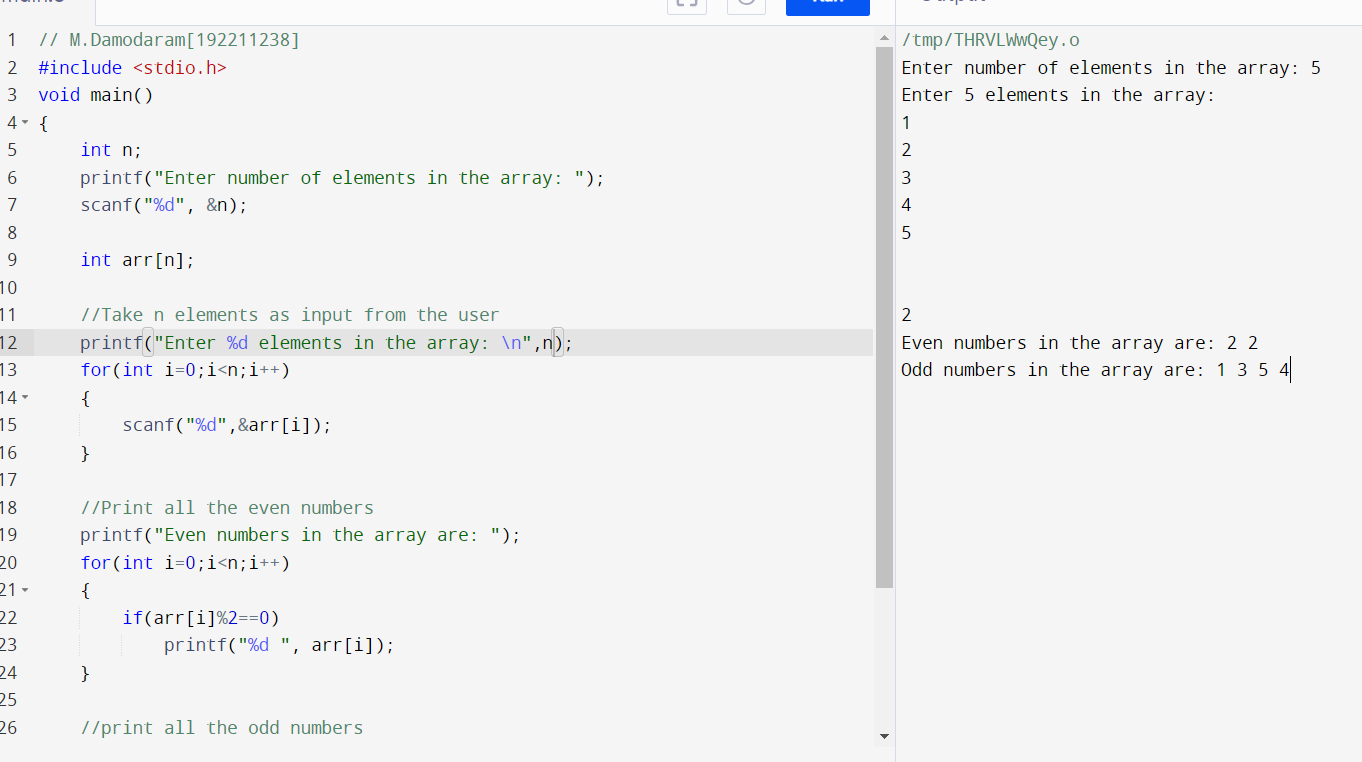 1 // M.Damodaram[192211238]
2 #include <stdio.h>
3 void main()
4 {
5 int n;
6 printf("Enter number of elements in the array: ");
7 scanf("%d", &n);
8
9 int arr[n];
10
11 //Take n elements as input from the user
12 printf("Enter %d elements in the array: \n",n);
13 for(int i=0;i<n;i++)
14 {
15 scanf("%d",&arr[i]);
16 }
17
18 //Print all the even numbers
19 printf("Even numbers in the array are: ");
20 for(int i=0;i<n;i++)
21 {
22 if(arr[i]%2==0)
23 printf("%d ", arr[i]);
24 }
25
26 //print all the odd numbers
/tmp/THRVLWwQey.o
Enter number of elements in the array: 5
Enter 5 elements in the array:
1
2
3
4
5
2
Even numbers in the array are: 2 2
Odd numbers in the array are: 1 3 5 4